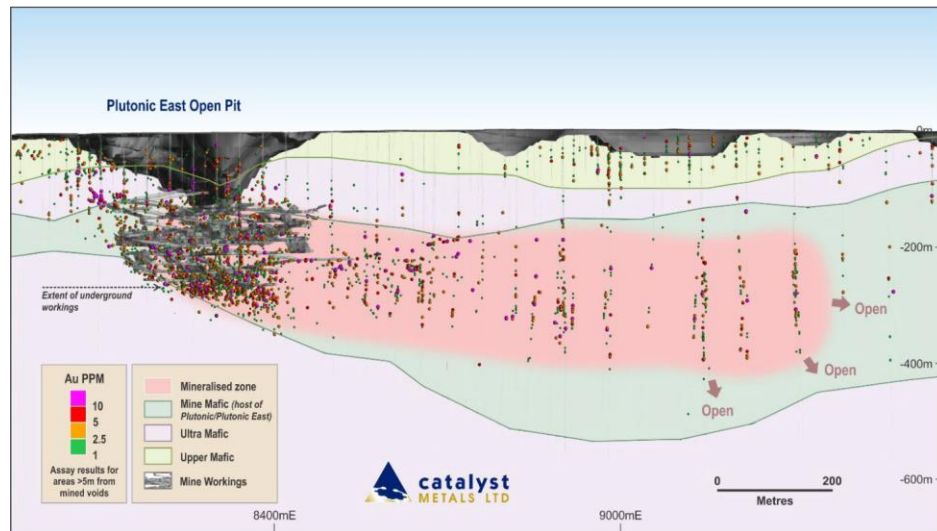 Plutonic East Open Pit
0m
-200m
Extent of underground
workings
Open
-400m
Open
Open
Au PPM
10
5
2.5
1
Assay results for
areas >5m from
mined voids
Mineralised zone
Mine Mafic (host of
Plutonic/Plutonic East)
Ultra Mafic
Upper Mafic
Mine Workings
catalyst
METALS LTD
0 200
Metres
-600m
8400mE 9000mE